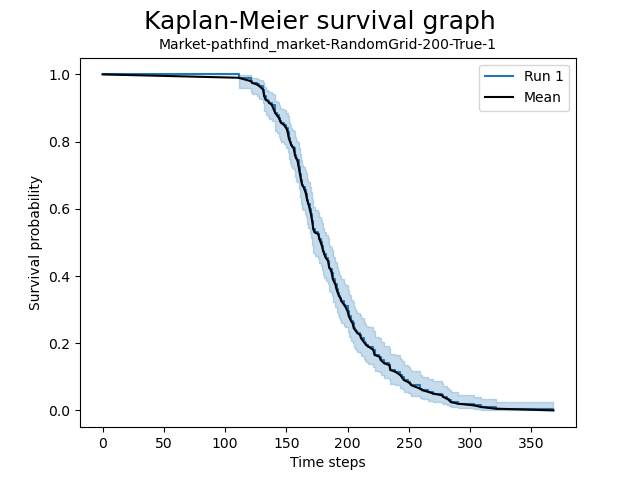 Kaplan-Meier survival graph
Market-pathfind_market-RandomGrid-200-True-1
Run 1
Mean
Survival probability
1.0
0.8
0.6
0.4
0.2
0.0
0 50 100 150 200 250 300 350
Time steps